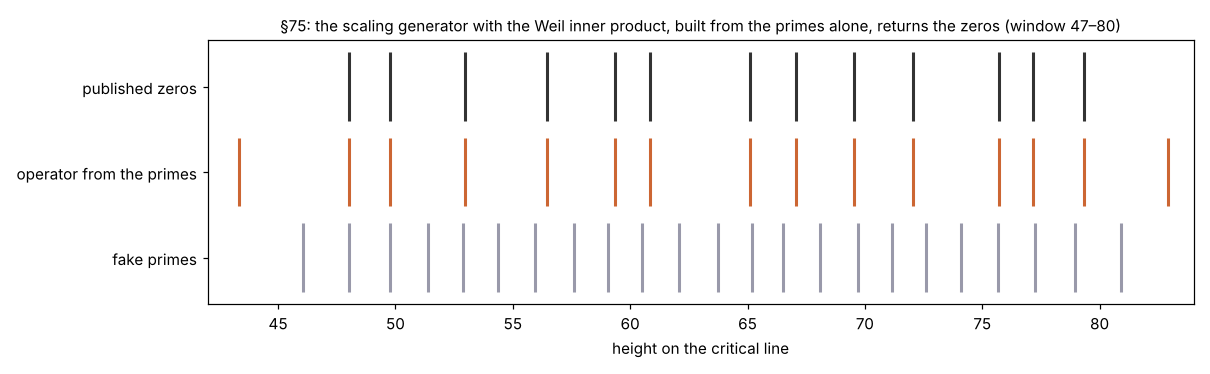 §75: the scaling generator with the Weil inner product, built from the primes alone, returns the zeros (window 47–80)
published zeros
operator from the primes
fake primes
45 50 55 60 65 70 75 80
height on the critical line